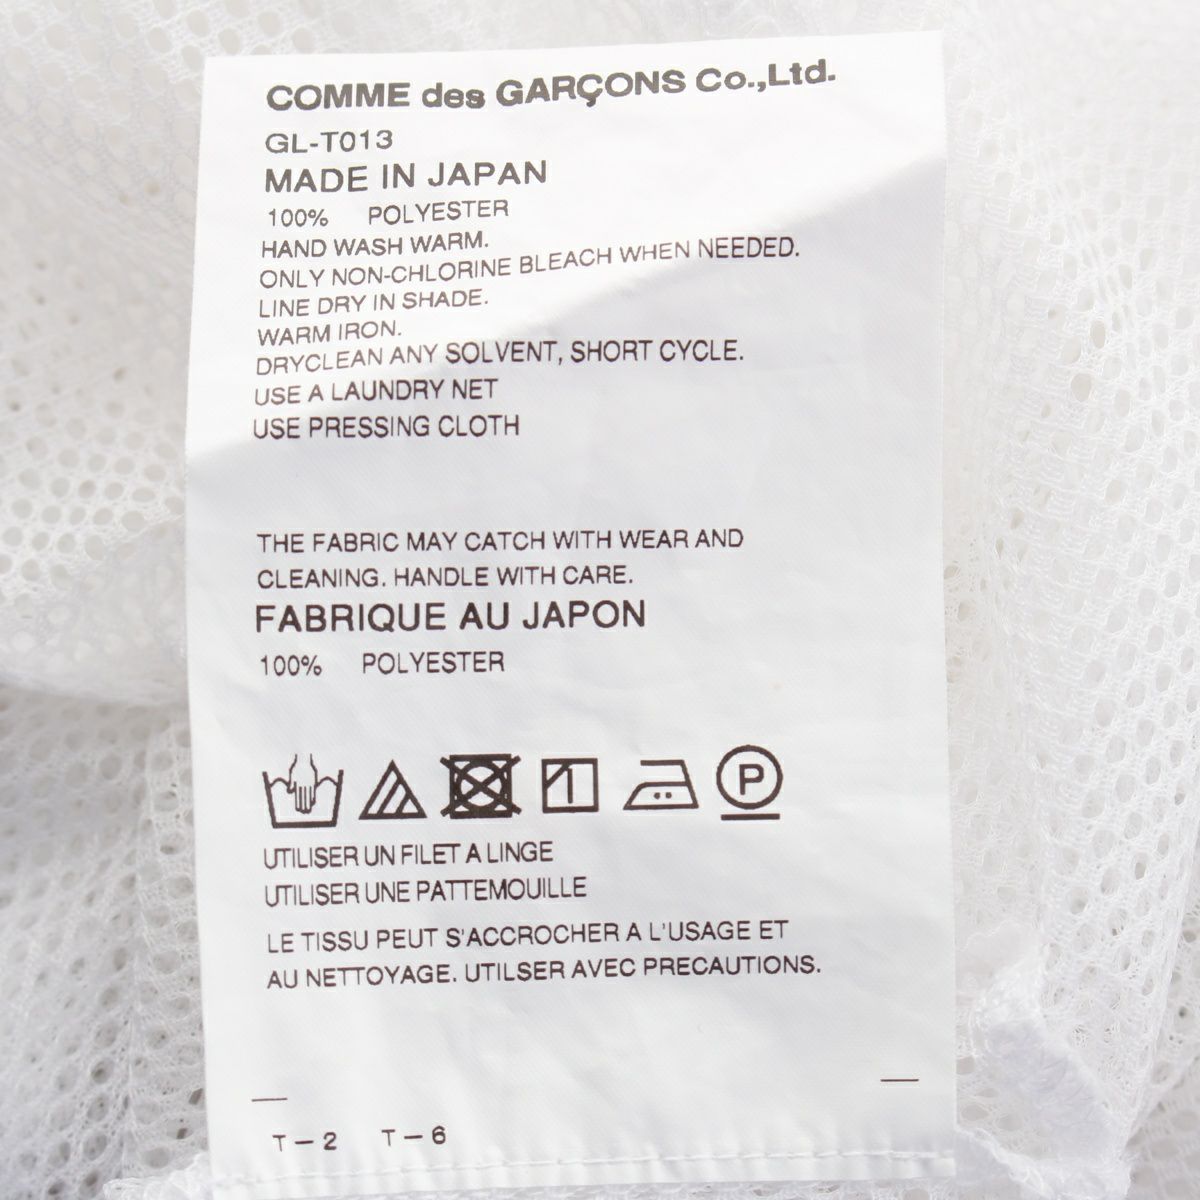 COMME des GARÇONS Co.,Ltd.
GL-T013
MADE IN JAPAN
100% POLYESTER
HAND WASH WARM.
ONLY NON-CHLORINE BLEACH WHEN NEEDED.
LINE DRY IN SHADE.
WARM IRON.
DRYCLEAN ANY SOLVENT, SHORT CYCLE.
USE A LAUNDRY NET
USE PRESSING CLOTH
THE FABRIC MAY CATCH WITH WEAR AND
CLEANING. HANDLE WITH CARE.
FABRIQUE AU JAPON
100% POLYESTER
P
UTILISER UN FILET A LINGE
UTILISER UNE PATTEMOUILLE
LE TISSU PEUT S'ACCROCHER A L'USAGE ET
AU NETTOYAGE. UTILSER AVEC PRECAUTIONS.
T-2 T-6